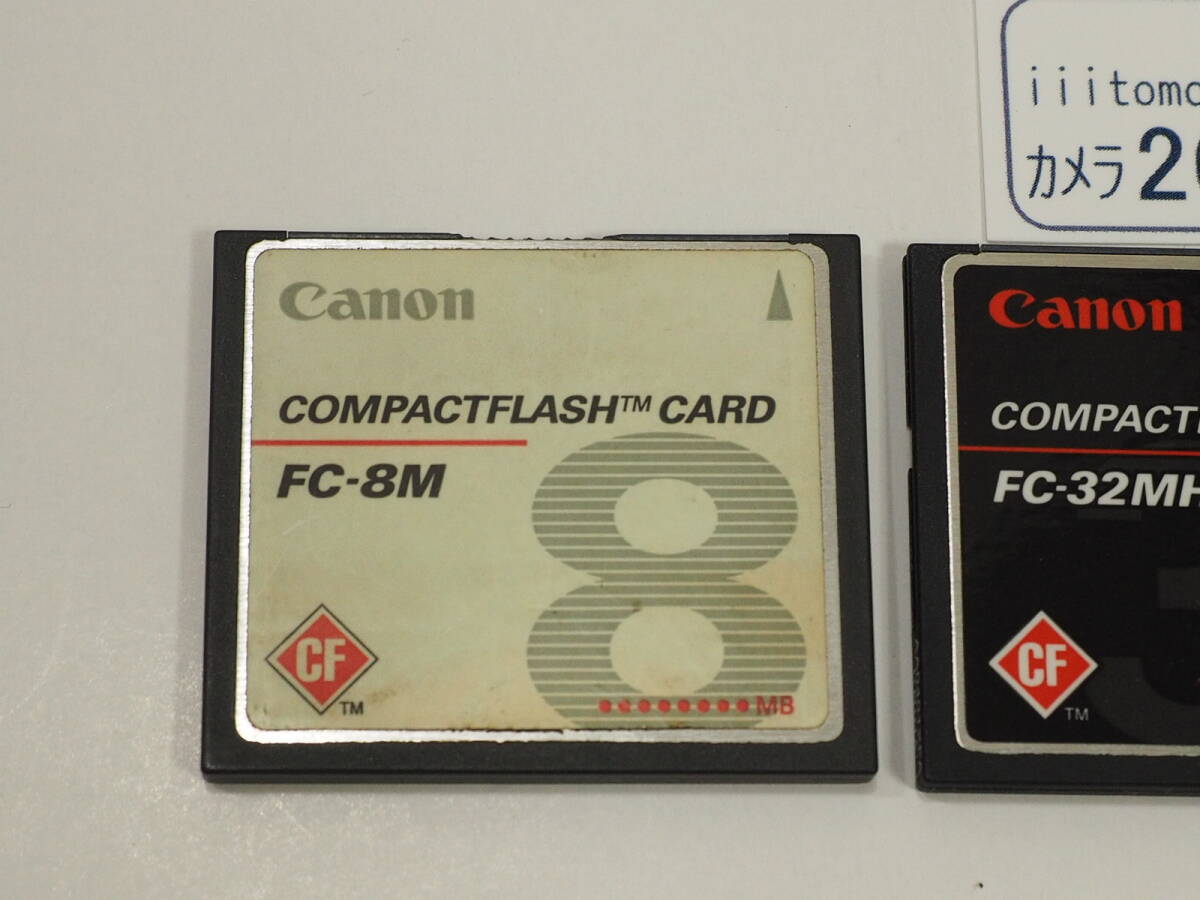 iiitomo
カメラ20
Canon
COMPACTFLASH™ CARD
FC-8M
8
MB
CF
TM
Canon
COMPACTF
FC-32MH
CF
TM